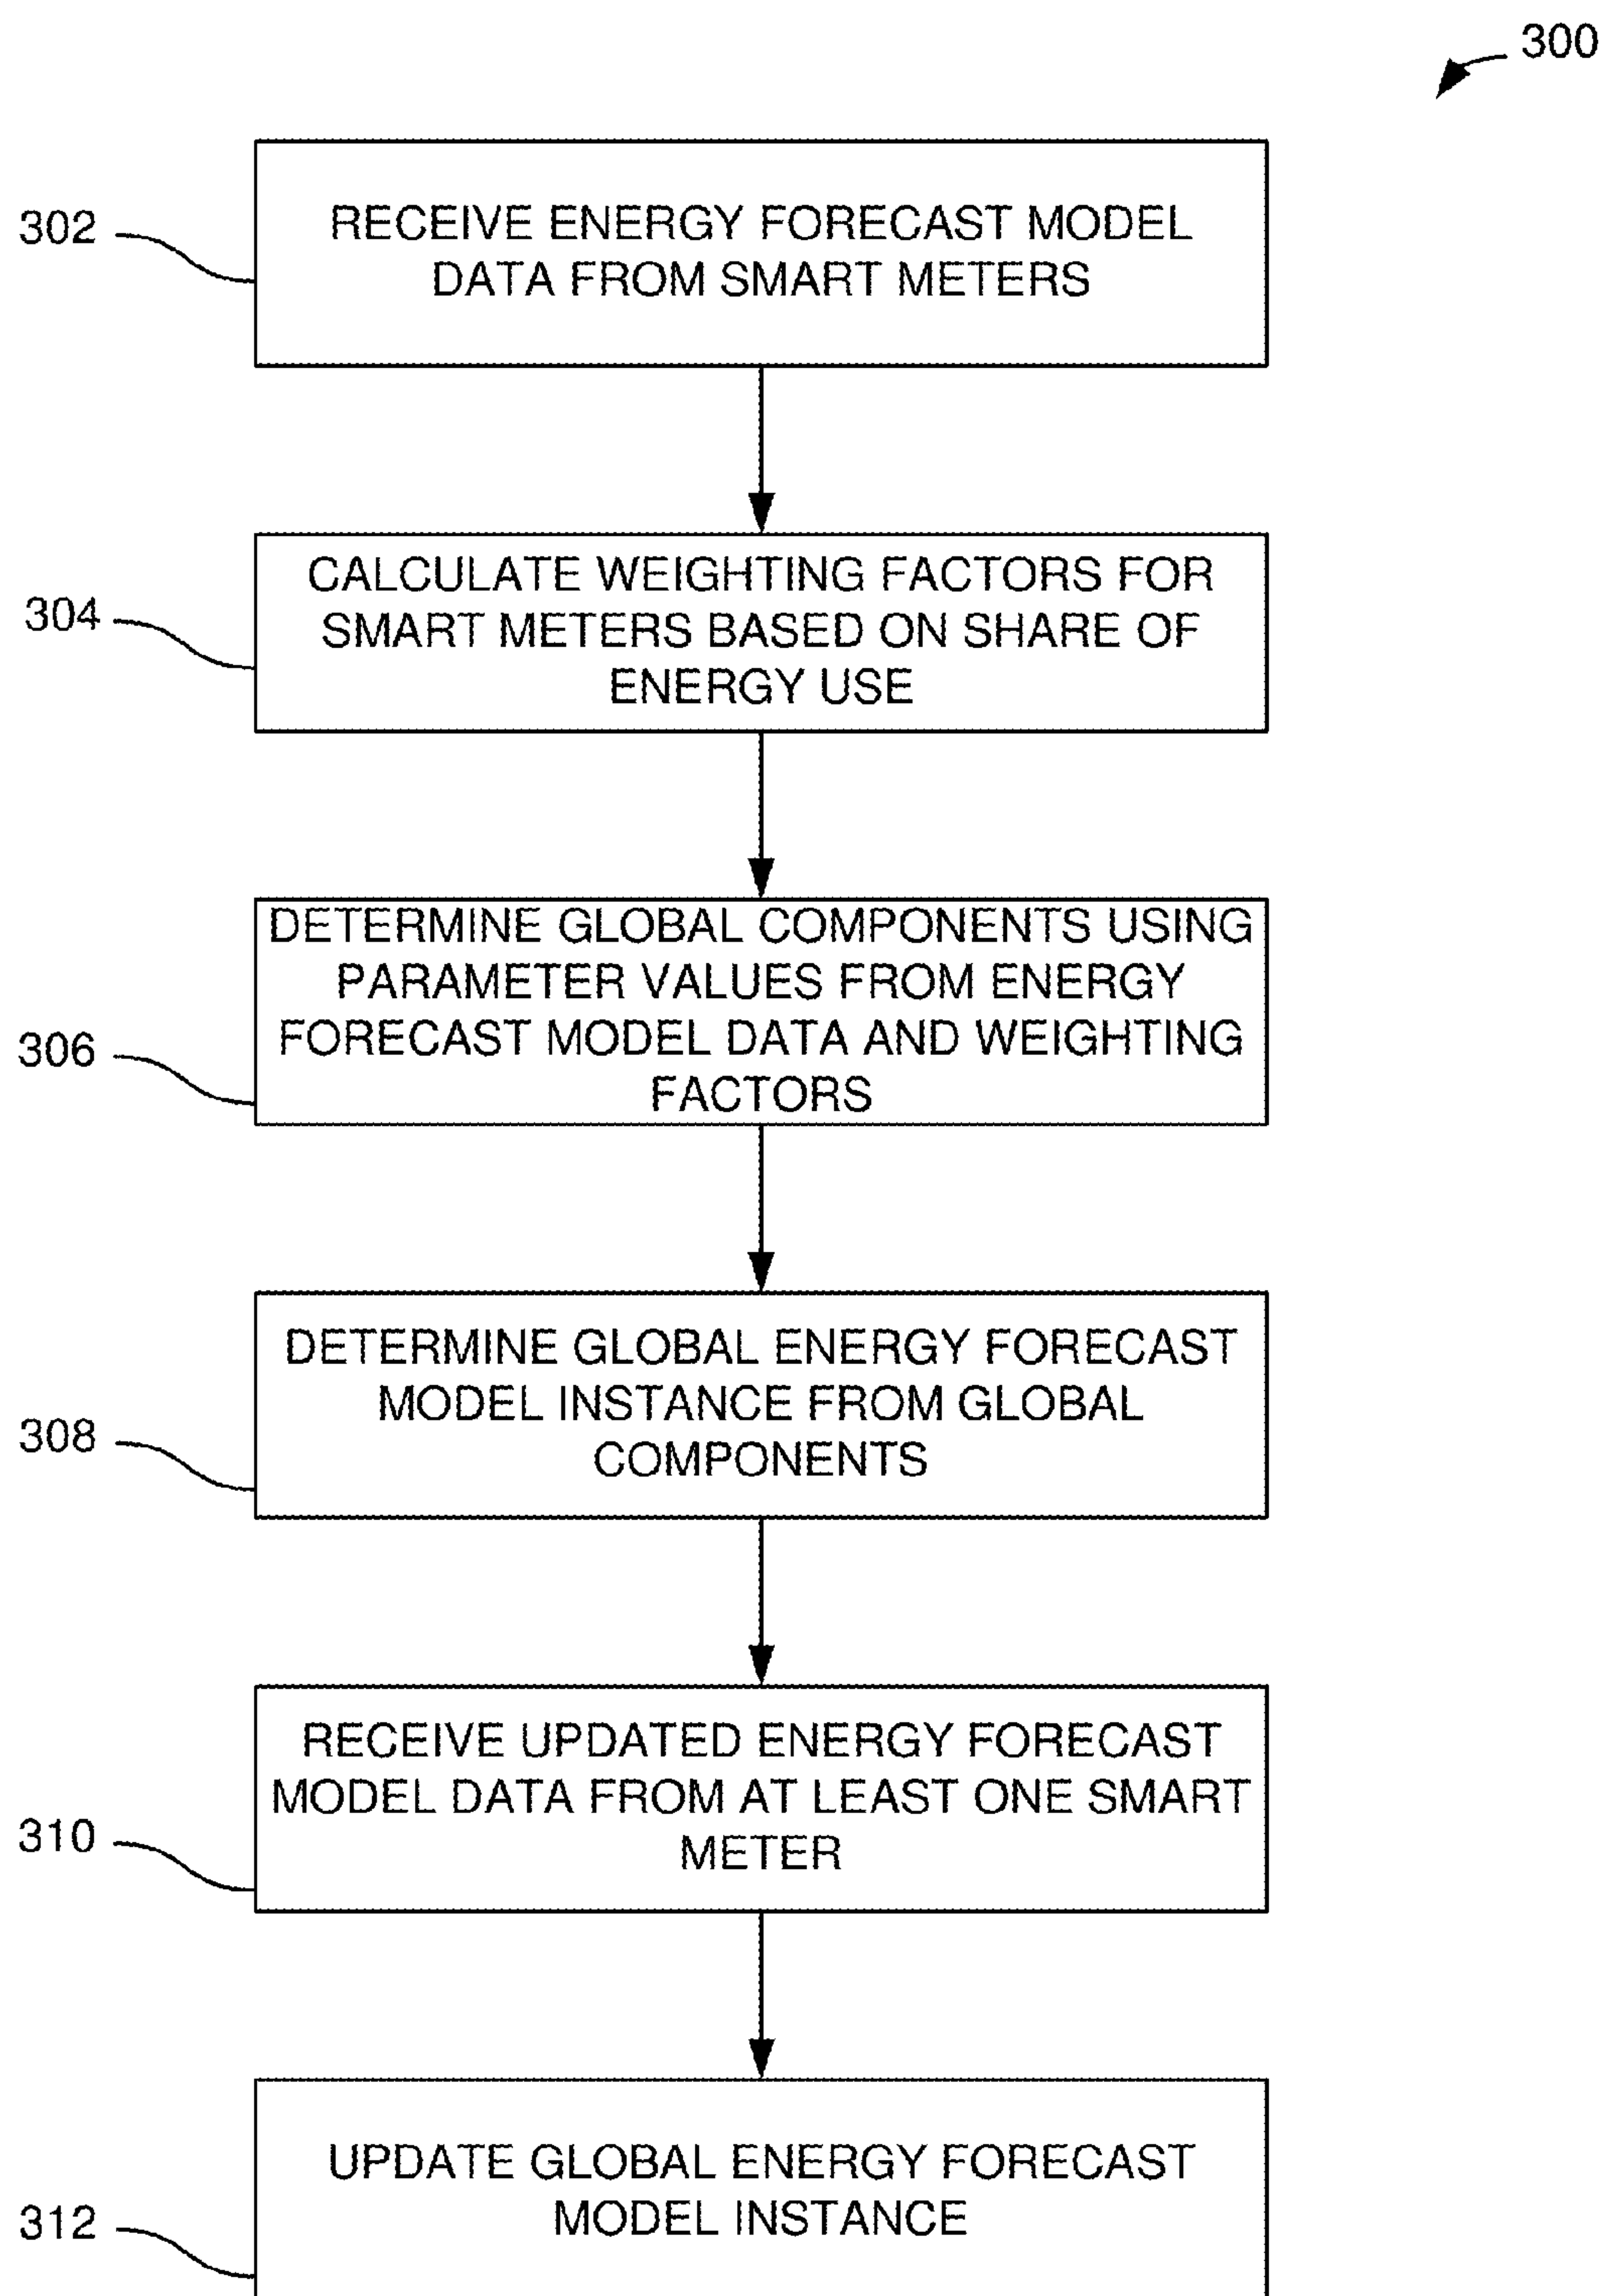 300
302
RECEIVE ENERGY FORECAST MODEL
DATA FROM SMART METERS
304
CALCULATE WEIGHTING FACTORS FOR
SMART METERS BASED ON SHARE OF
ENERGY USE
306
DETERMINE GLOBAL COMPONENTS USING
PARAMETER VALUES FROM ENERGY
FORECAST MODEL DATA AND WEIGHTING
FACTORS
308
DETERMINE GLOBAL ENERGY FORECAST
MODEL INSTANCE FROM GLOBAL
COMPONENTS
310
RECEIVE UPDATED ENERGY FORECAST
MODEL DATA FROM AT LEAST ONE SMART
METER
312
UPDATE GLOBAL ENERGY FORECAST
MODEL INSTANCE